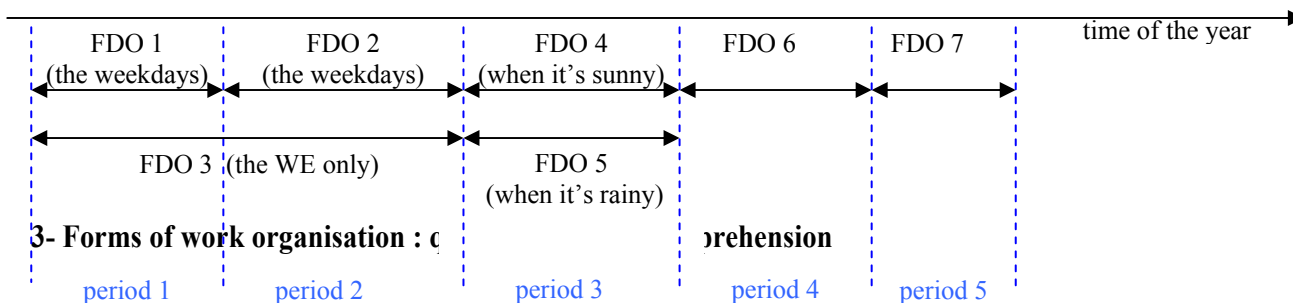 time of the year
FDO 1 FDO 2 FDO 4 FDO 6 FDO 7
(the weekdays) (the weekdays) (when it's sunny)
FDO 3 (the WE only) FDO 5
(when it's rainy)
3- Forms of work organisation : prehension
period 1 period 2 period 3 period 4 period 5